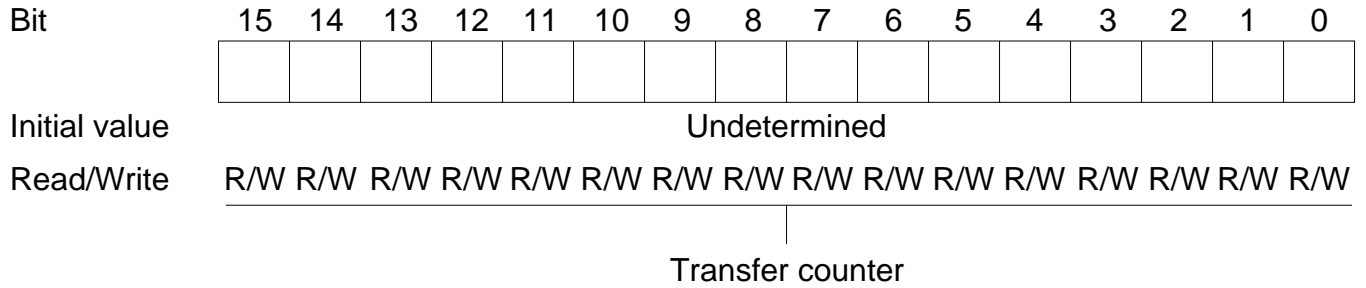 Bit 15 14 13 12 11 10 9 8 7 6 5 4 3 2 1 0
Initial value Undetermined
Read/Write R/W R/W R/W R/W R/W R/W R/W R/W R/W R/W R/W R/W R/W R/W R/W R/W
Transfer counter